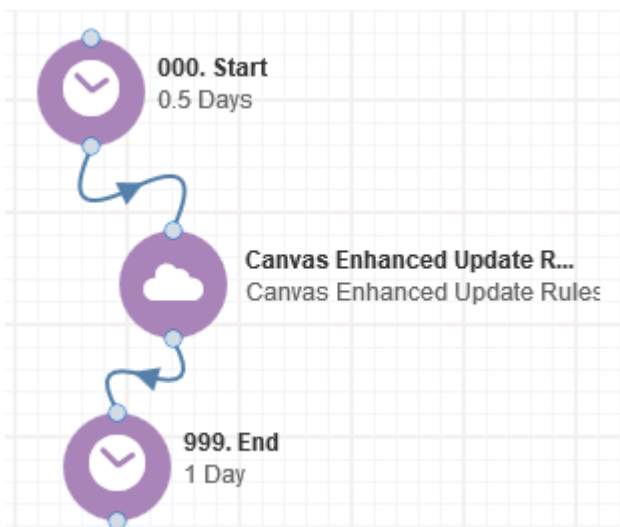 000. Start
0.5 Days
Canvas Enhanced Update R...
Canvas Enhanced Update Rules
999. End
1 Day